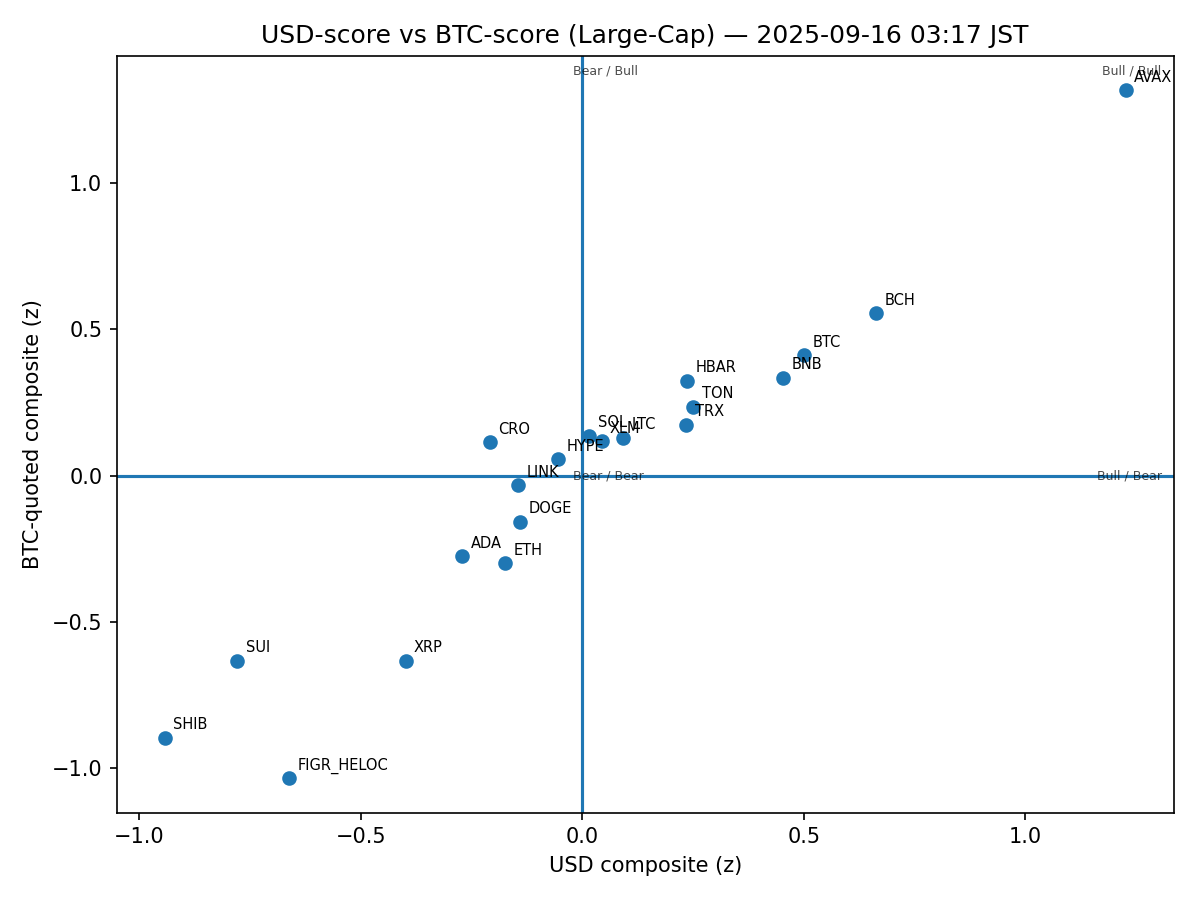 USD-score vs BTC-score (Large-Cap) — 2025-09-16 03:17 JST
Bear / Bull
Bull / Bull
AVAX
1.0
BCH
0.5
BTC
BNB
HBAR
TON
TRX
SOL
LTC
XLM
CRO
HYPE
LINK
0.0
Bear / Bear
Bull / Bear
DOGE
ADA
ETH
−0.5
SUI
XRP
SHIB
FIGR_HELOC
−1.0
BTC-quoted composite (z)
−1.0
−0.5
0.0
0.5
1.0
USD composite (z)